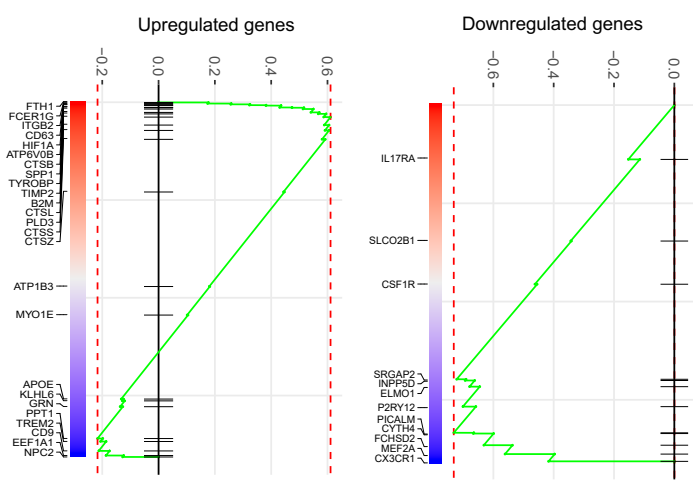 Upregulated genes
−0.2
0.0
0.2
0.4
0.6
FTH1
FCER1G
ITGB2
CD63
HIF1A
ATP6V0B
CTSB
SPP1
TYROBP
TIMP2
B2M
CTSL
PLD3
CTSS
CTSZ
ATP1B3
MYO1E
APOE
KLHL6
GRN
PPT1
TREM2
CD9
EEF1A1
NPC2
Downregulated genes
−0.6
−0.4
−0.2
0.0
IL17RA
SLCO2B1
CSF1R
SRGAP2
INPP5D
ELMO1
P2RY12
PICALM
CYTH4
FCHSD2
MEF2A
CX3CR1